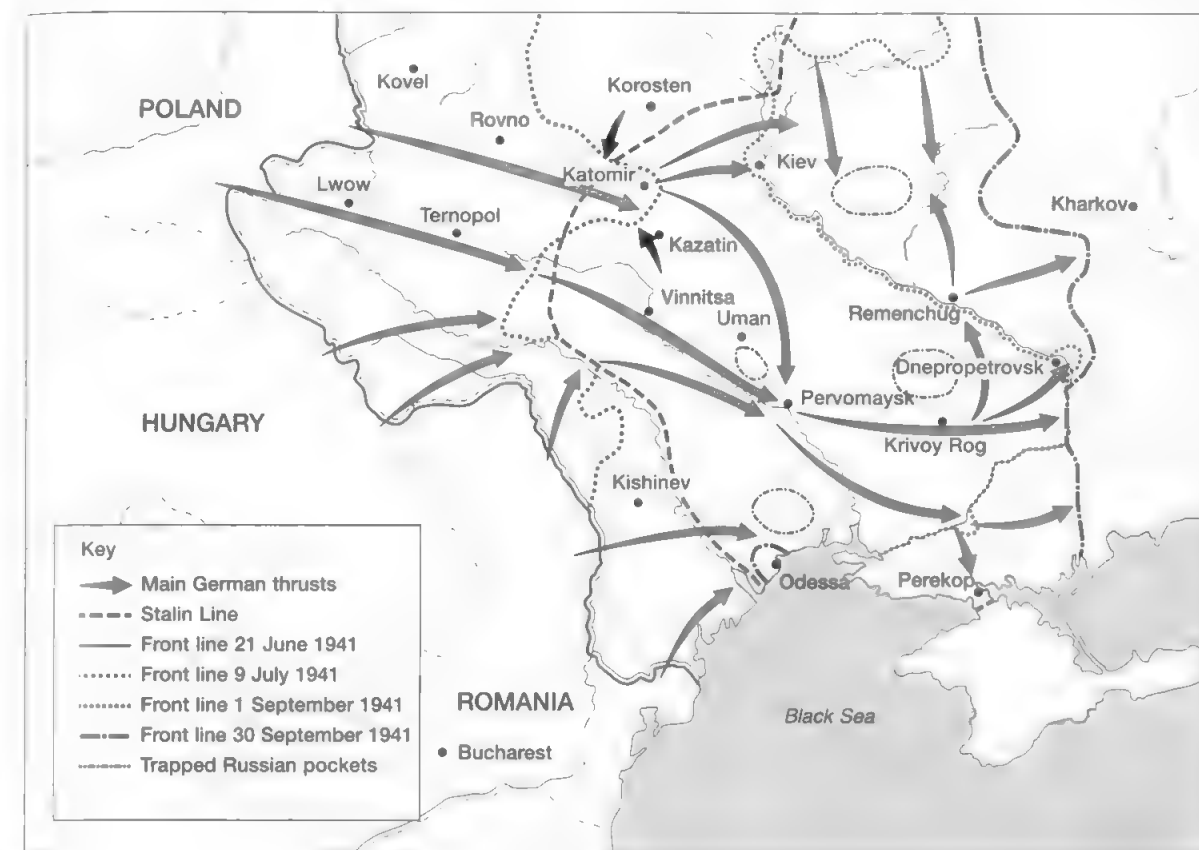 Kovel
Korosten
POLAND
Rovno
Katomir
Kiev
Lwow
Ternopol
Kharkov
Kazatin
Vinnitsa
Uman
Remenchug
Dnepropetrovsk
HUNGARY
Pervomaysk
Krivoy Rog
Kishinev
Odessa
Perekop
Key
Main German thrusts
Stalin Line
Front line 21 June 1941
Front line 9 July 1941
Front line 1 September 1941
Front line 30 September 1941
Trapped Russian pockets
ROMANIA
Bucharest
Black Sea